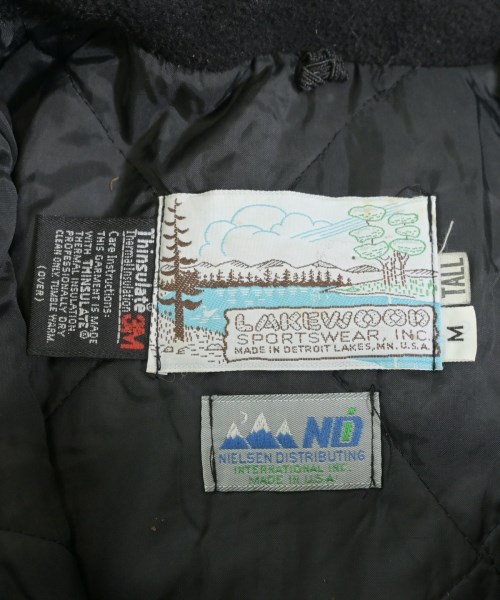 Thinsulate®
Thermal Insulation
3M
Care Instructions:
THIS GARMENT IS MADE
WITH THINSULATE®
THERMAL INSULATION.
PROFESSIONALLY DRY
CLEAN ONLY. TUMBLE WARM.
(OVER)
LAKEWOOD
SPORTSWEAR, INC.
MADE IN DETROIT LAKES, MN. U.S.A.
TALL
M
ND
NIELSEN DISTRIBUTING
INTERNATIONAL INC.
MADE IN U.S.A.